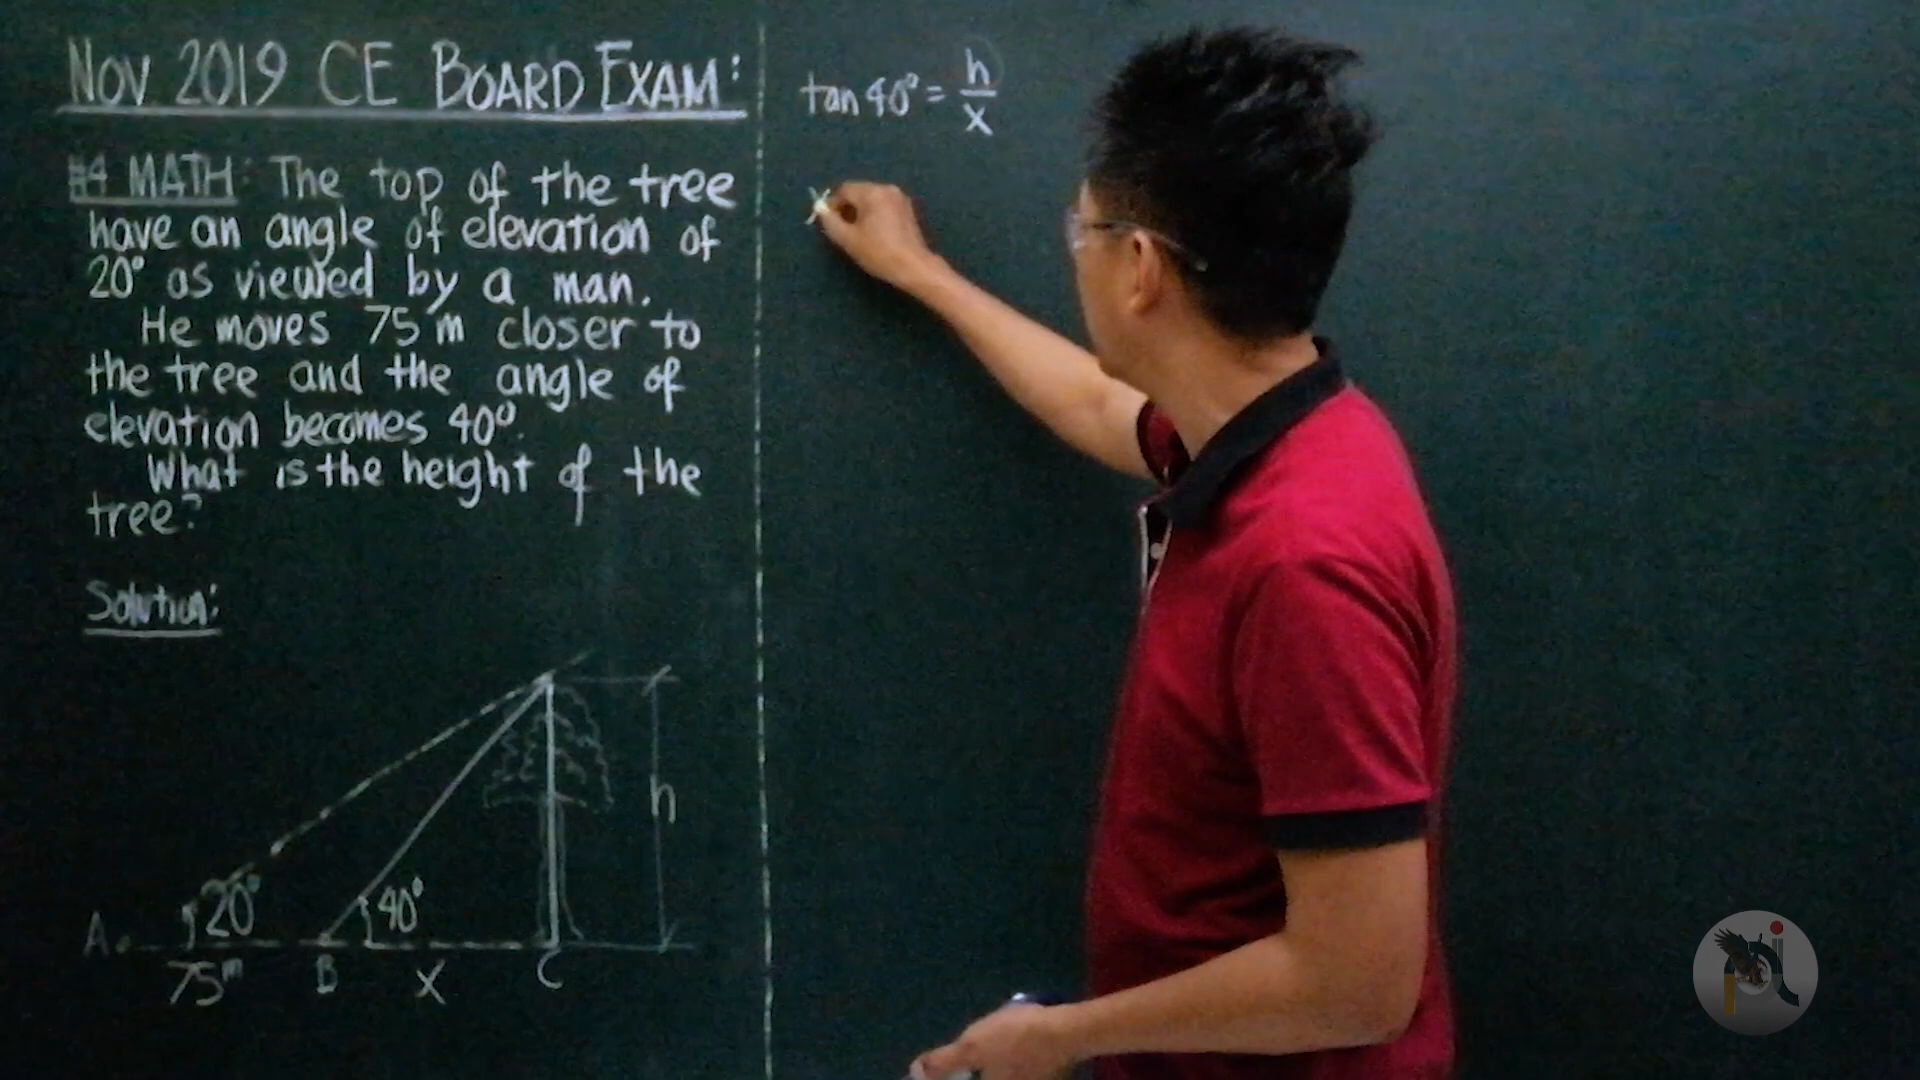 Nov 2019 CE BOARD EXAM:
#4 MATH: The top of the tree
have an angle of elevation of
20° as viewed by a man.
He moves 75 m closer to
the tree and the angle of
elevation becomes 40°.
What is the height of the
tree?
Solution:
h
20°
40°
A
75m
B
X
C
tan 40° = h/x
x